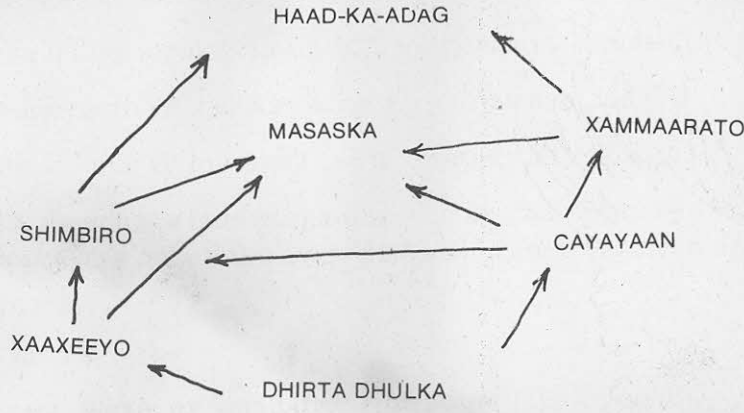 HAAD-KA-ADAG
MASASKA
XAMMAARATO
SHIMBIRO
CAYAYAAN
XAAXEEYO
DHIRTA DHULKA